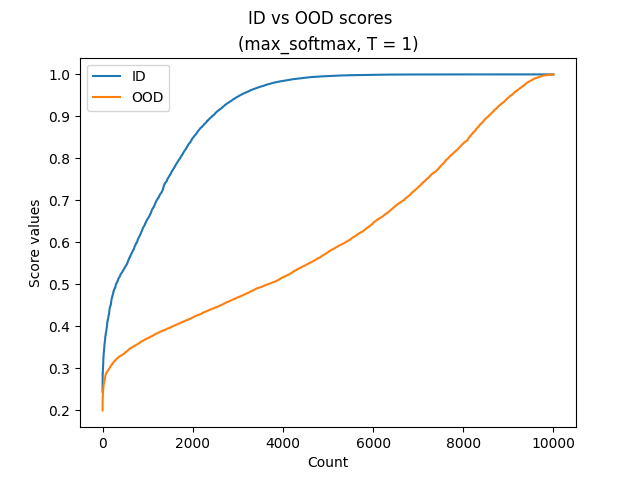 ID vs OOD scores
(max_softmax, T = 1)
ID
OOD
Score values
1.0
0.9
0.8
0.7
0.6
0.5
0.4
0.3
0.2
0 2000 4000 6000 8000 10000
Count